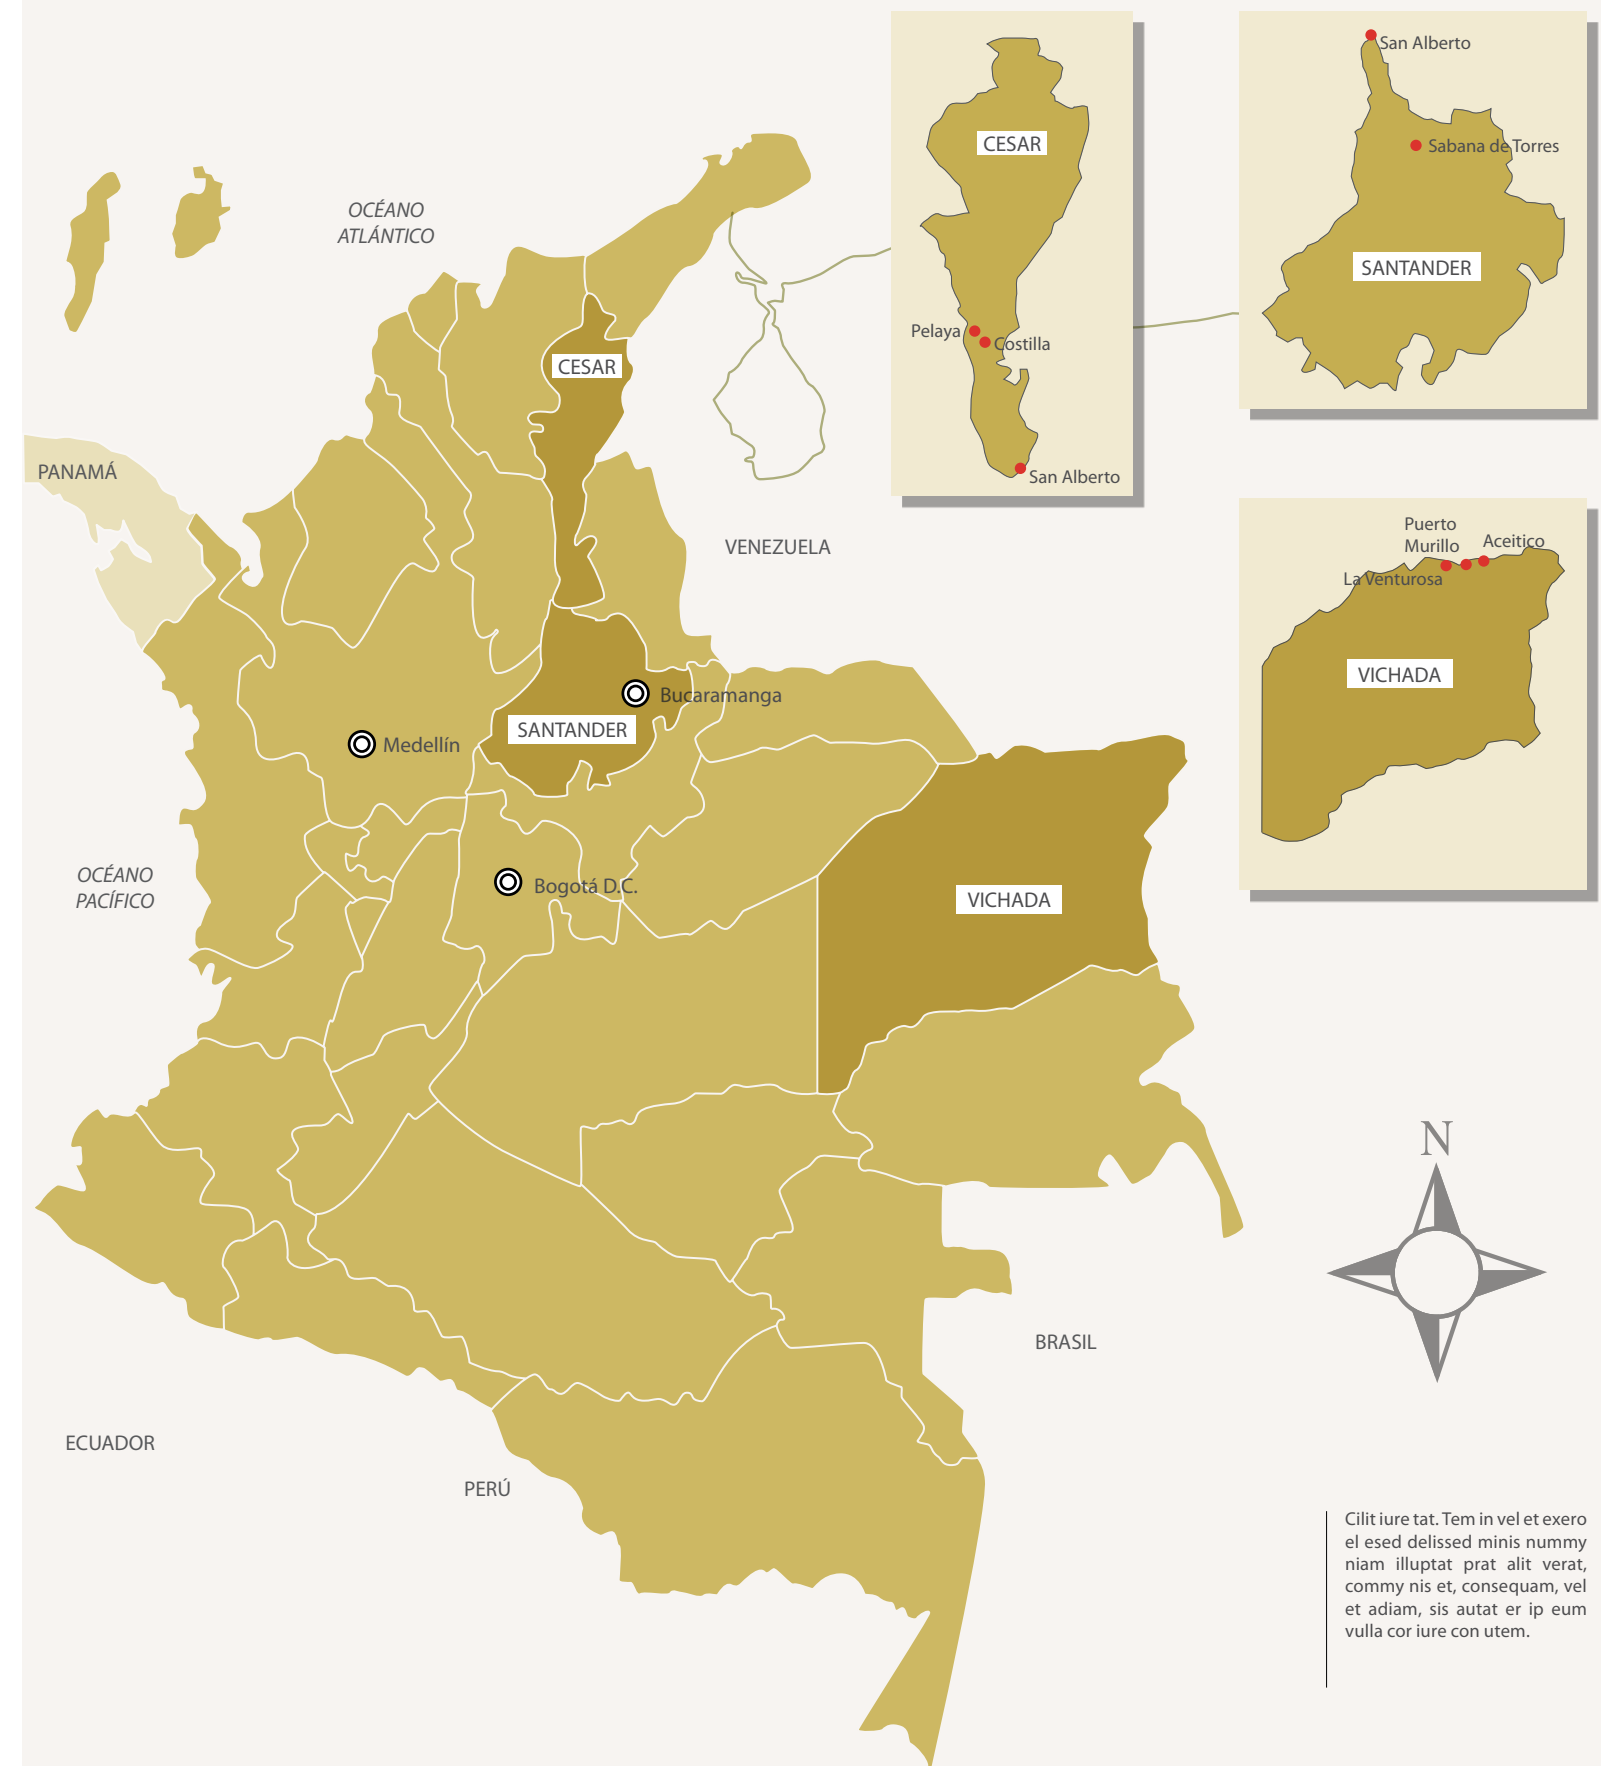 San Alberto
CESAR
Sabana de Torres
OCÉANO
ATLÁNTICO
SANTANDER
Pelaya
Costilla
CESAR
PANAMÁ
San Alberto
VENEZUELA
Puerto
Murillo
Aceitico
La Venturosa
VICHADA
Bucaramanga
SANTANDER
Medellín
OCÉANO
PACÍFICO
Bogotá D.C.
VICHADA
N
BRASIL
ECUADOR
PERÚ
Cilit iure tat. Tem in vel et exero
el esed delissed minis nummy
niam illuptat prat alit verat,
commy nis et, consequam, vel
et adiam, sis autat er ip eum
vulla cor iure con utem.